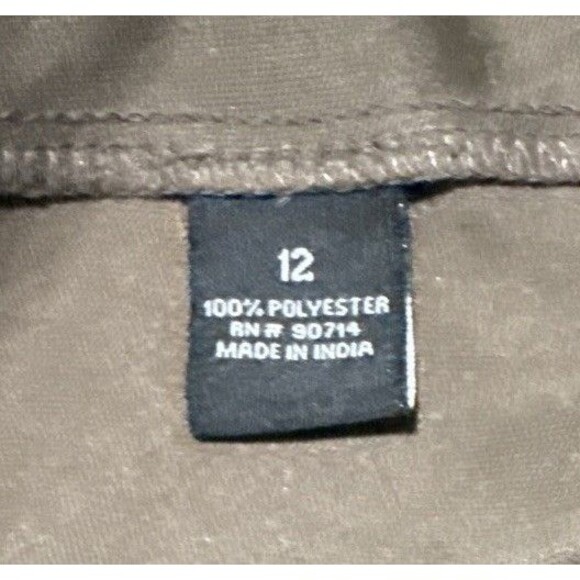 12
100% POLYESTER
RN # 90714
MADE IN INDIA